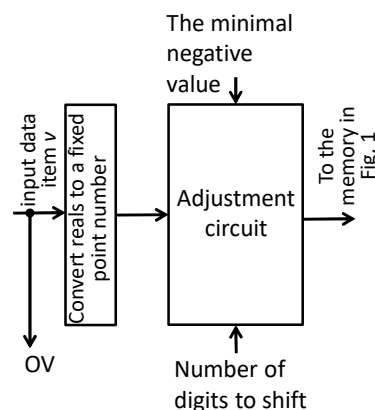 The minimal
negative
value
input data
item v
Convert reals to a fixed
point number
Adjustment
circuit
To the
memory in
Fig. 1
OV
Number of
digits to shift